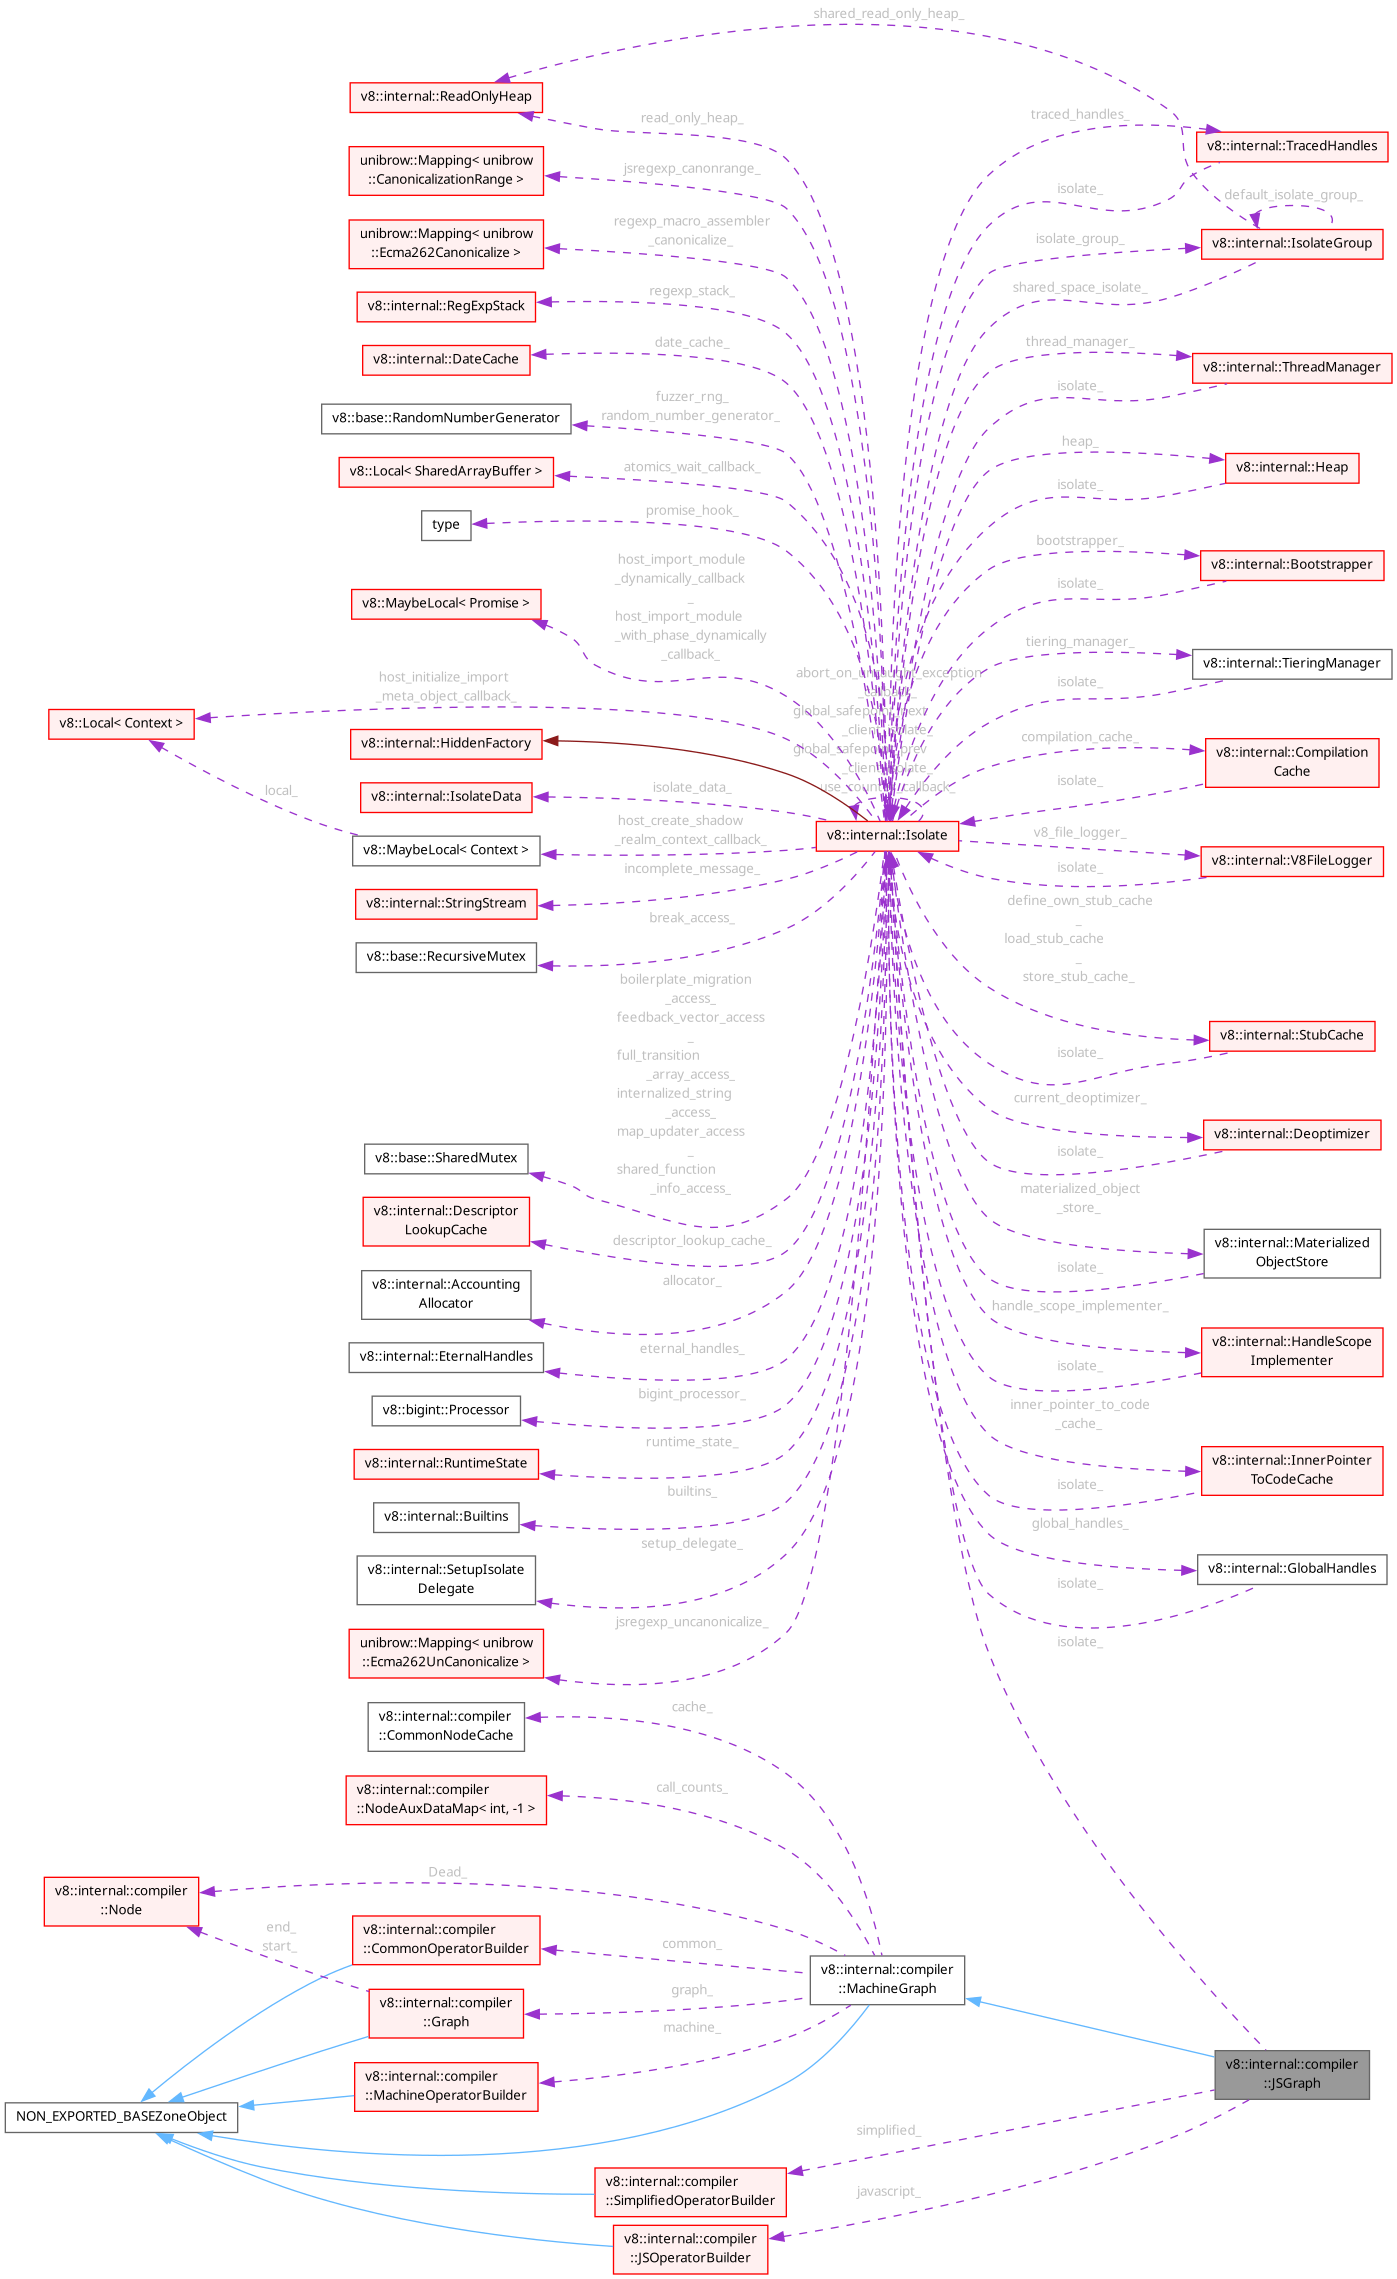 shared_read_only_heap_
v8::internal::ReadOnlyHeap
read_only_heap_
traced_handles_
v8::internal::TracedHandles
unibrow::Mapping< unibrow
::CanonicalizationRange >
jsregexp_canonrange_
isolate_
default_isolate_group_
unibrow::Mapping< unibrow
::Ecma262Canonicalize >
regexp_macro_assembler
_canonicalize_
isolate_group_
v8::internal::IsolateGroup
v8::internal::RegExpStack
regexp_stack_
shared_space_isolate_
v8::internal::DateCache
date_cache_
thread_manager_
v8::internal::ThreadManager
isolate_
v8::base::RandomNumberGenerator
fuzzer_rng_
random_number_generator_
heap_
v8::internal::Heap
v8::Local< SharedArrayBuffer >
atomics_wait_callback_
isolate_
type
promise_hook_
bootstrapper_
v8::internal::Bootstrapper
isolate_
v8::MaybeLocal< Promise >
host_import_module
_dynamically_callback
_
host_import_module
_with_phase_dynamically
_callback_
tiering_manager_
v8::internal::TieringManager
isolate_
host_initialize_import
_meta_object_callback_
v8::Local< Context >
abort_on_uncaught_exception
_callback_
global_safepoint_next
_client_isolate_
global_safepoint_prev
_client_isolate_
use_counter_callback_
v8::internal::HiddenFactory
compilation_cache_
v8::internal::Compilation
Cache
isolate_
local_
v8::internal::IsolateData
isolate_data_
v8::internal::Isolate
v8::MaybeLocal< Context >
host_create_shadow
_realm_context_callback_
v8_file_logger_
v8::internal::V8FileLogger
isolate_
v8::internal::StringStream
incomplete_message_
v8::base::RecursiveMutex
break_access_
define_own_stub_cache
_
load_stub_cache
_
store_stub_cache_
v8::internal::StubCache
isolate_
boilerplate_migration
_access_
feedback_vector_access
_
full_transition
_array_access_
internalized_string
_access_
map_updater_access
_
shared_function
_info_access_
v8::base::SharedMutex
current_deoptimizer_
v8::internal::Deoptimizer
isolate_
v8::internal::Descriptor
LookupCache
descriptor_lookup_cache_
materialized_object
_store_
v8::internal::Materialized
ObjectStore
isolate_
v8::internal::Accounting
Allocator
allocator_
handle_scope_implementer_
v8::internal::HandleScope
Implementer
isolate_
v8::internal::EternalHandles
eternal_handles_
v8::bigint::Processor
bigint_processor_
inner_pointer_to_code
_cache_
v8::internal::InnerPointer
ToCodeCache
isolate_
v8::internal::RuntimeState
runtime_state_
v8::internal::Builtins
builtins_
global_handles_
v8::internal::GlobalHandles
isolate_
v8::internal::SetupIsolate
Delegate
setup_delegate_
unibrow::Mapping< unibrow
::Ecma262UnCanonicalize >
jsregexp_uncanonicalize_
isolate_
v8::internal::compiler
::CommonNodeCache
cache_
v8::internal::compiler
::NodeAuxDataMap< int, -1 >
call_counts_
v8::internal::compiler
::Node
Dead_
end_
start_
v8::internal::compiler
::CommonOperatorBuilder
common_
v8::internal::compiler
::MachineGraph
v8::internal::compiler
::Graph
graph_
machine_
v8::internal::compiler
::MachineOperatorBuilder
v8::internal::compiler
::JSGraph
NON_EXPORTED_BASEZoneObject
simplified_
v8::internal::compiler
::SimplifiedOperatorBuilder
javascript_
v8::internal::compiler
::JSOperatorBuilder